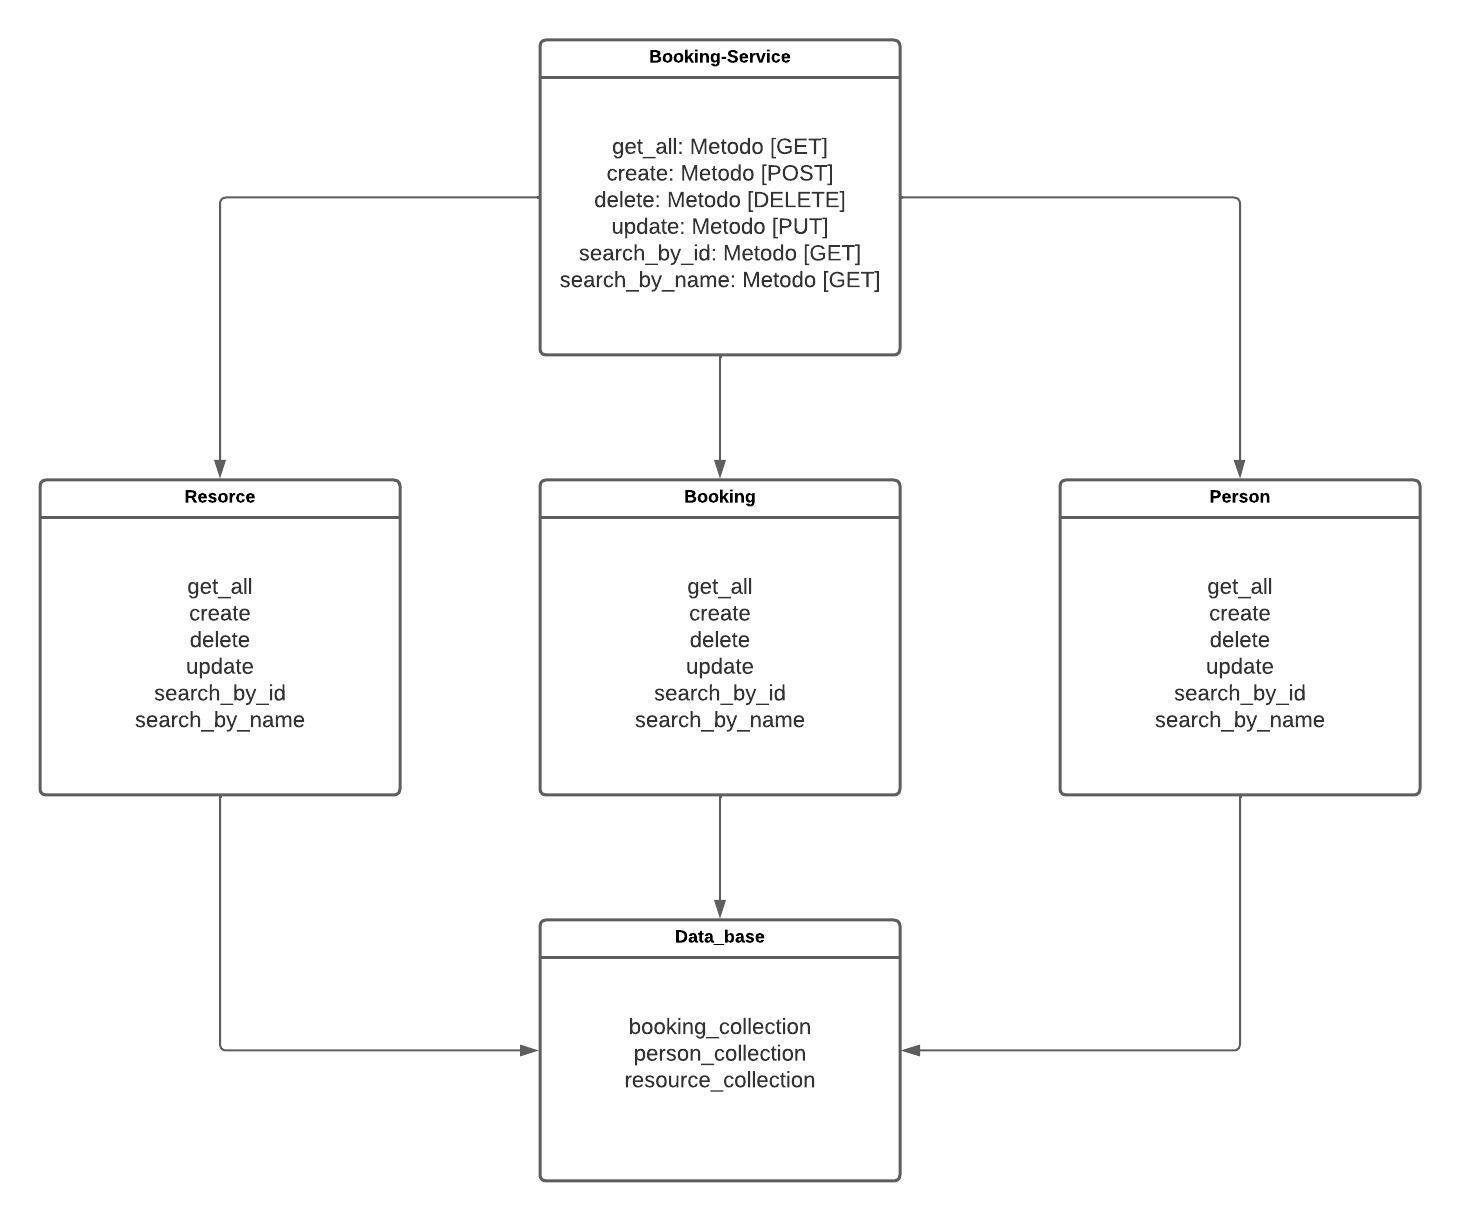 Booking-Service
get_all: Metodo [GET]
create: Metodo [POST]
delete: Metodo [DELETE]
update: Metodo [PUT]
search_by_id: Metodo [GET]
search_by_name: Metodo [GET]
Resorce
get_all
create
delete
update
search_by_id
search_by_name
Booking
get_all
create
delete
update
search_by_id
search_by_name
Person
get_all
create
delete
update
search_by_id
search_by_name
Data_base
booking_collection
person_collection
resource_collection